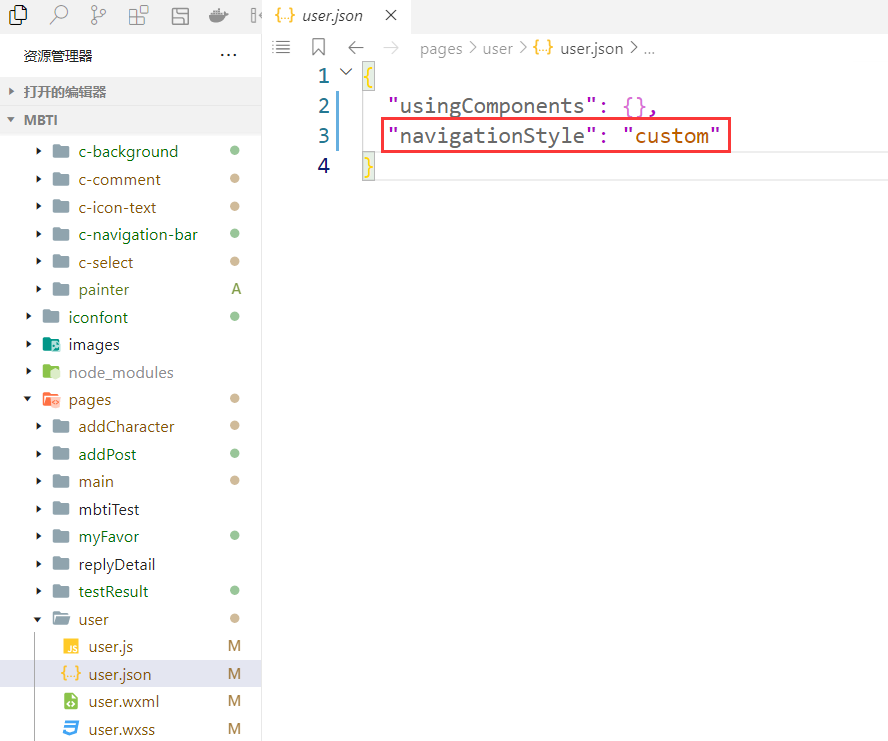 user.json
资源管理器 ...
pages > user > {..} user.json > ...
打开的编辑器
MBTI
c-background
c-comment
c-icon-text
c-navigation-bar
c-select
painter A
iconfont
images
node_modules
pages
addCharacter
addPost
main
mbtiTest
myFavor
replyDetail
testResult
user
user.js M
user.json M
user.wxml M
user.wxss M
1 {
2 "usingComponents": {},
3 "navigationStyle": "custom"
4 }